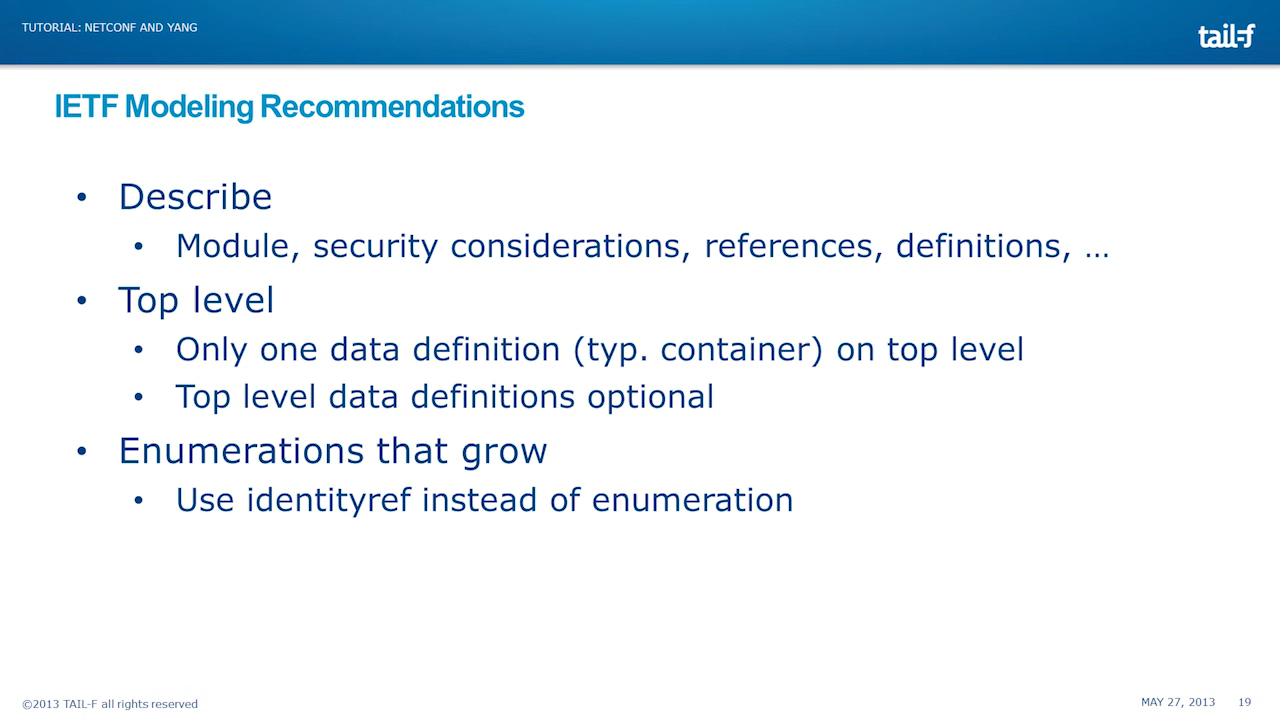 TUTORIAL: NETCONF AND YANG
tail-f
IETF Modeling Recommendations
• Describe
• Module, security considerations, references, definitions, …
• Top level
• Only one data definition (typ. container) on top level
• Top level data definitions optional
• Enumerations that grow
• Use identityref instead of enumeration
©2013 TAIL-F all rights reserved
MAY 27, 2013 19